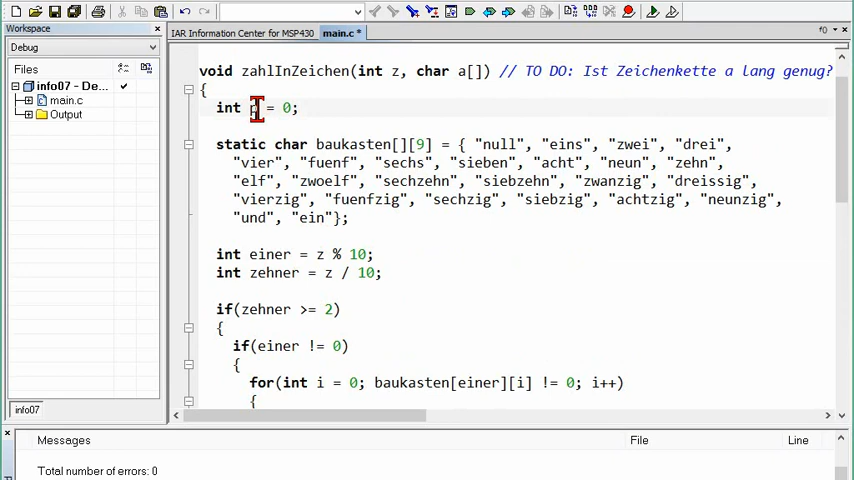 Workspace
Debug
Files
info07 - De...
main.c
Output
info07
IAR Information Center for MSP430
main.c *
f0
void zahlInZeichen(int z, char a[]) // TO DO: Ist Zeichenkette a lang genug?
{
int = 0;
static char baukasten[][9] = { "null", "eins", "zwei", "drei",
"vier", "fuenf", "sechs", "sieben", "acht", "neun", "zehn",
"elf", "zwoelf", "sechzehn", "siebzehn", "zwanzig", "dreissig",
"vierzig", "fuenfzig", "sechzig", "siebzig", "achtzig", "neunzig",
"und", "ein"};
int einer = z % 10;
int zehner = z / 10;
if(zehner >= 2)
{
if(einer != 0)
{
for(int i = 0; baukasten[einer][i] != 0; i++)
{
Messages
File
Line
Total number of errors: 0